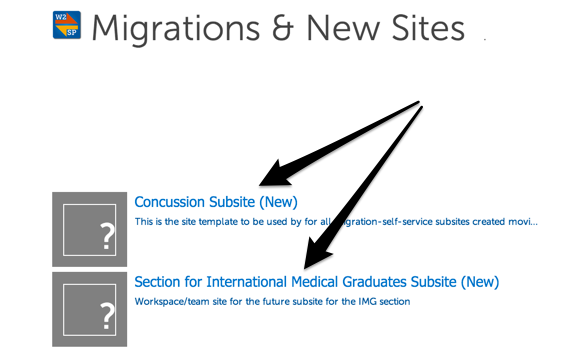 W2
SP
Migrations & New Sites
Concussion Subsite (New)
This is the site template to be used by for all migration-self-service subsites created movi...
?
Section for International Medical Graduates Subsite (New)
Workspace/team site for the future subsite for the IMG section
?